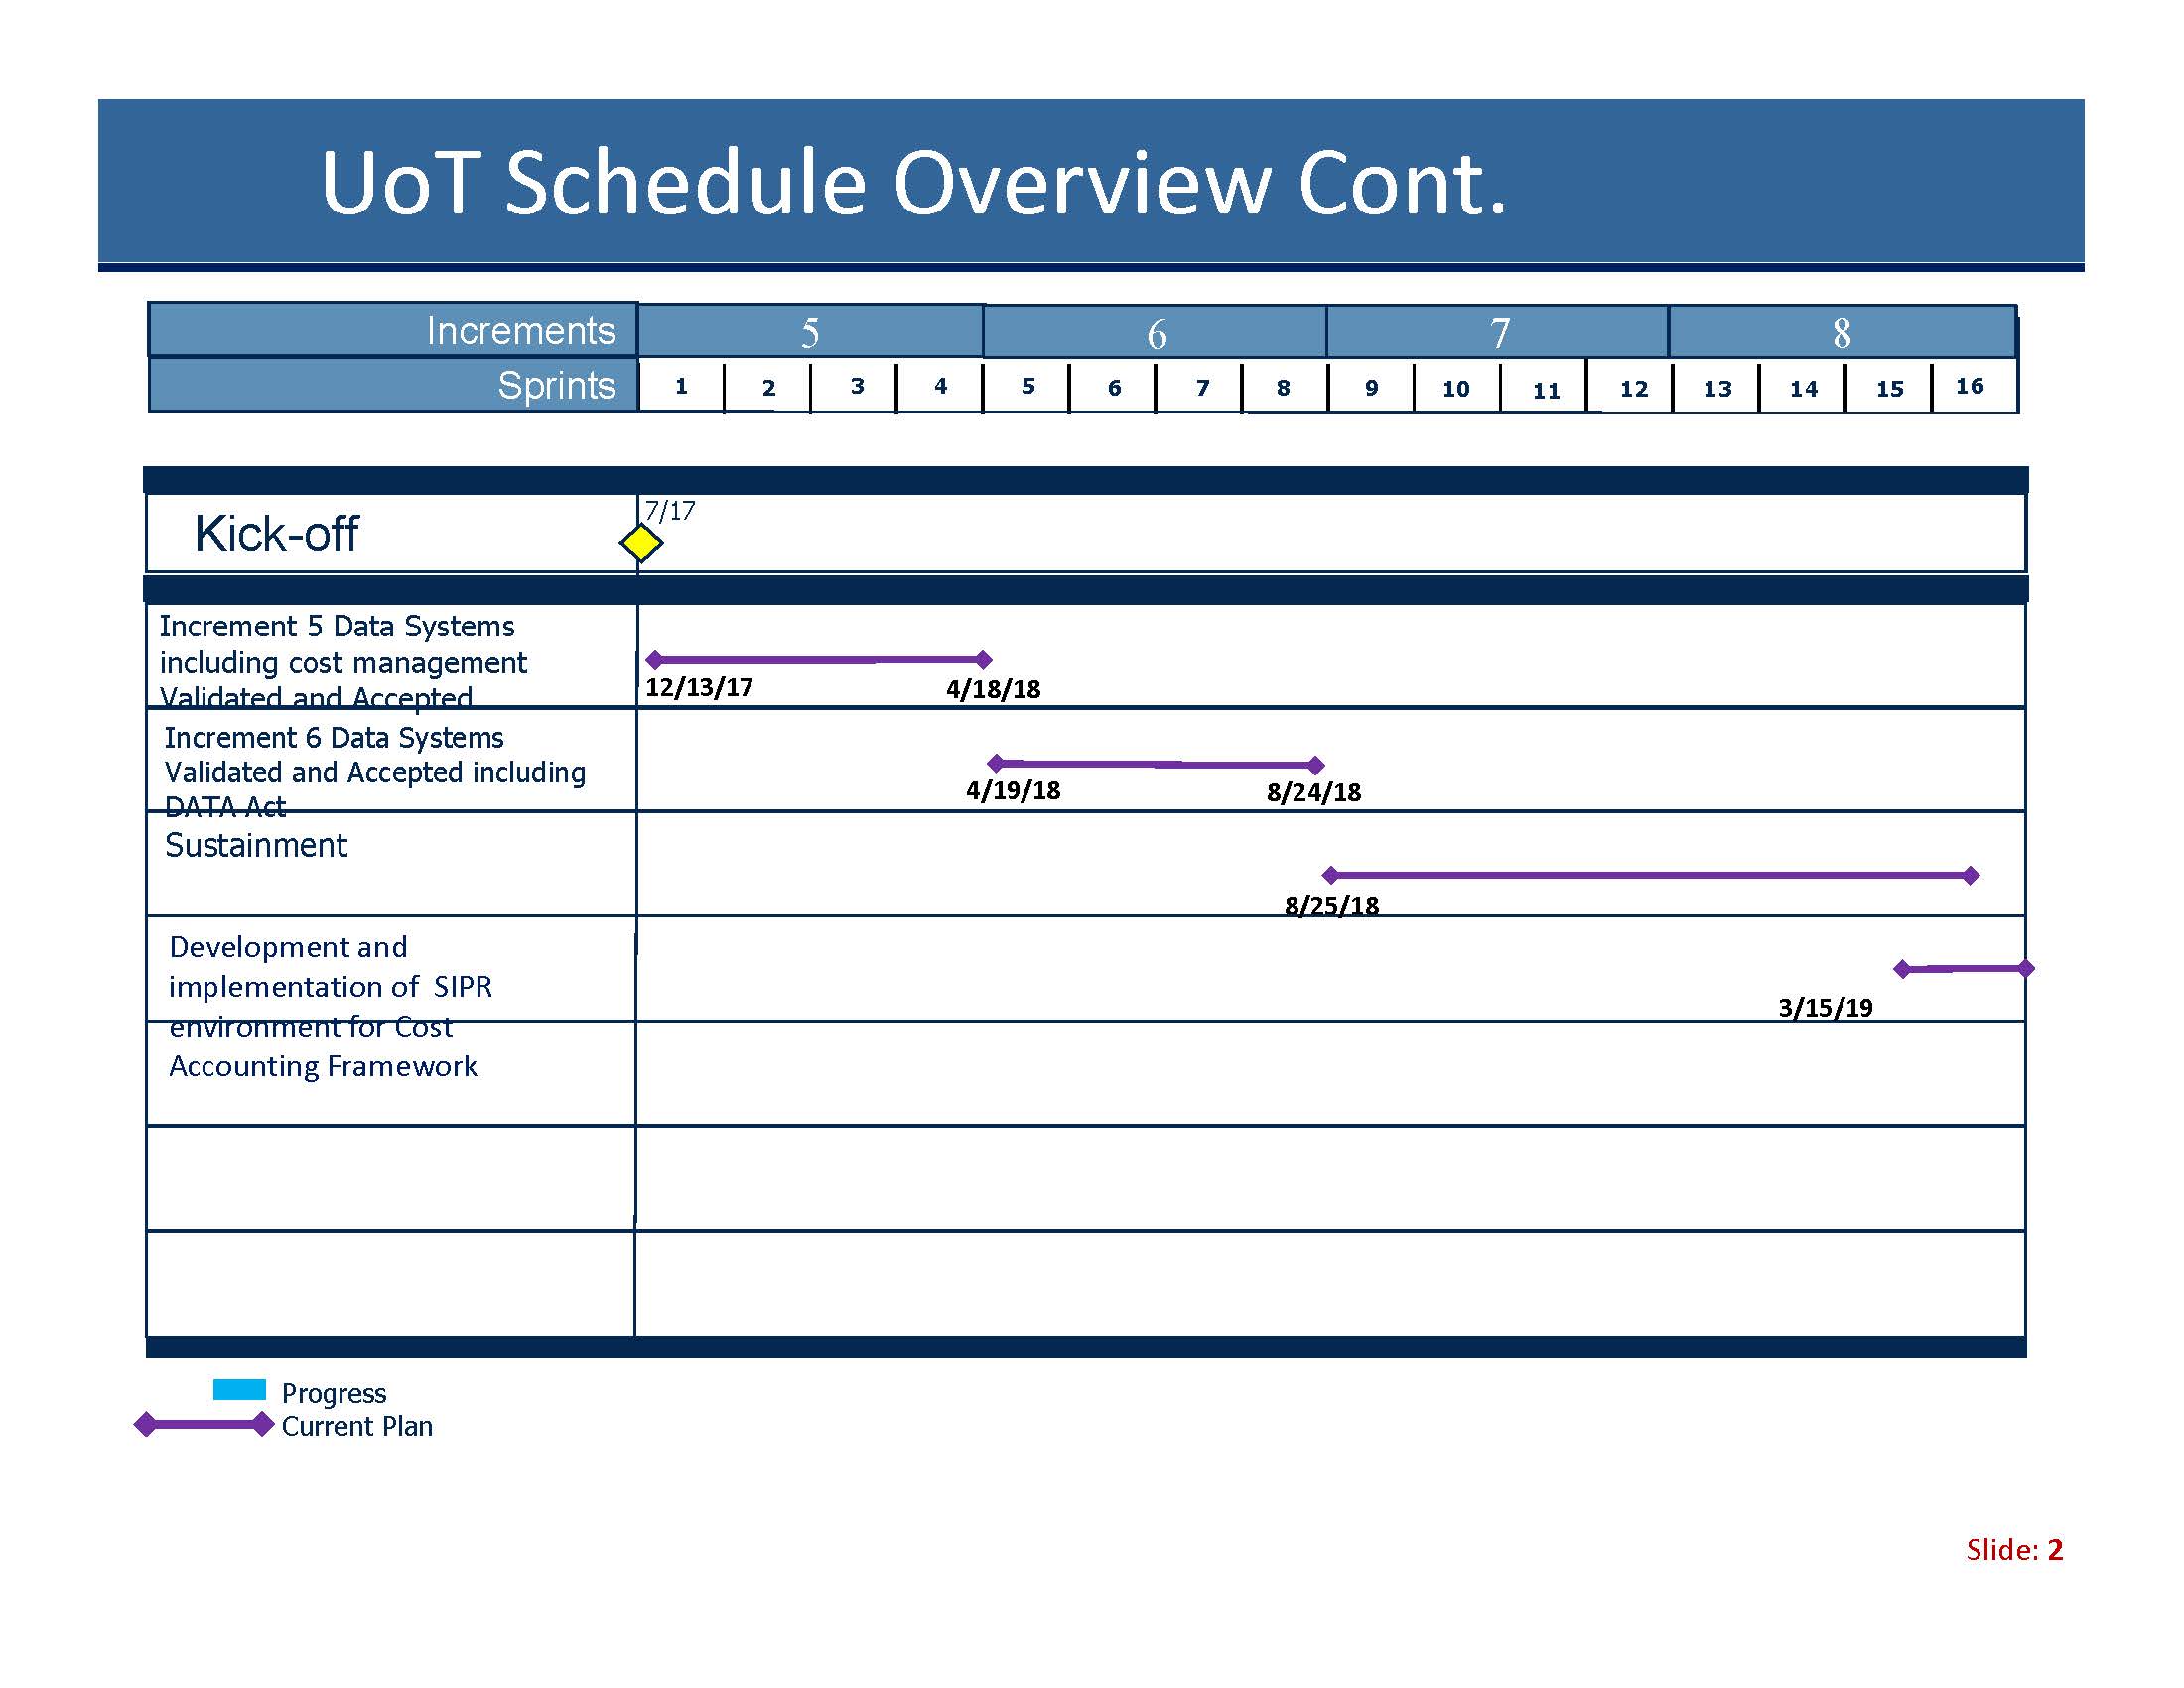 UoT Schedule Overview Cont.
Increments 5 6 7 8
Sprints 1 2 3 4 5 6 7 8 9 10 11 12 13 14 15 16
7/17
Kick-off
Increment 5 Data Systems
including cost management
Validated and Accepted
12/13/17 4/18/18
Increment 6 Data Systems
Validated and Accepted including
DATA Act
4/19/18 8/24/18
Sustainment
8/25/18
Development and
implementation of SIPR
environment for Cost
Accounting Framework
3/15/19
Progress
Current Plan
Slide: 2